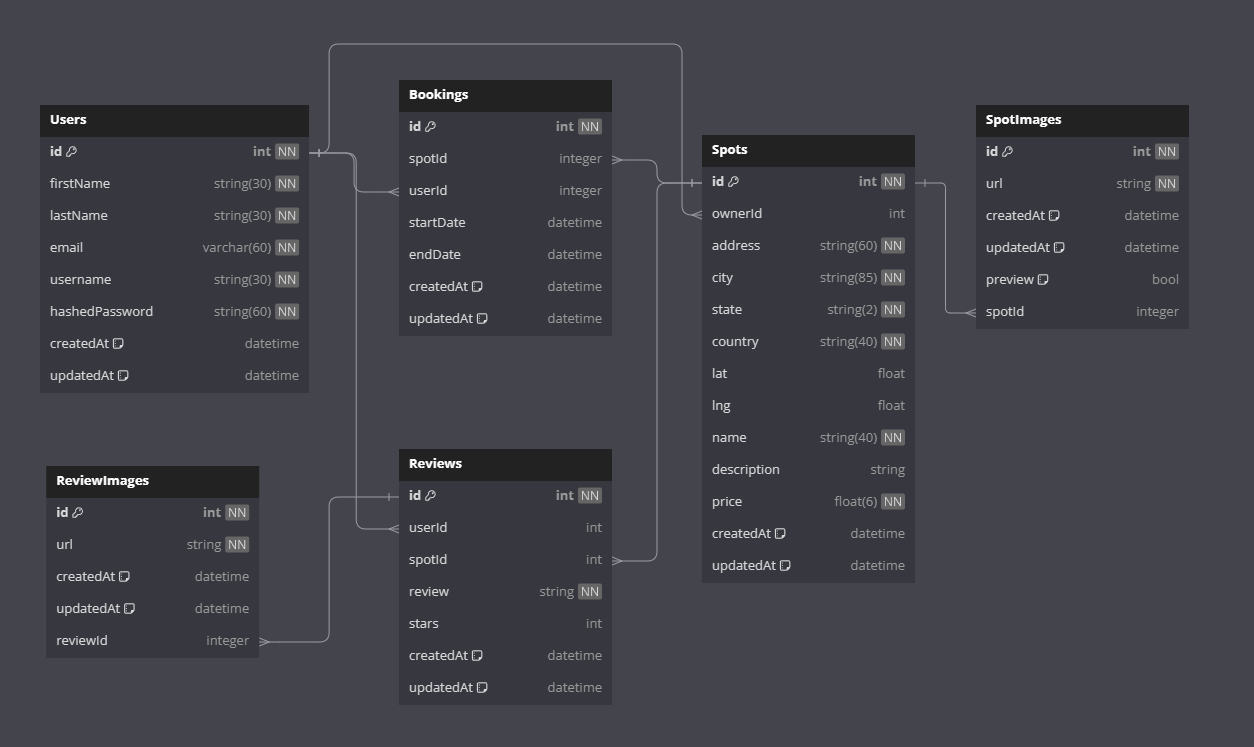 Users
id int NN
firstName string(30) NN
lastName string(30) NN
email varchar(60) NN
username string(30) NN
hashedPassword string(60) NN
createdAt datetime
updatedAt datetime
Bookings
id int NN
spotId integer
userId integer
startDate datetime
endDate datetime
createdAt datetime
updatedAt datetime
Spots
id int NN
ownerId int
address string(60) NN
city string(85) NN
state string(2) NN
country string(40) NN
lat float
lng float
name string(40) NN
description string
price float(6) NN
createdAt datetime
updatedAt datetime
SpotImages
id int NN
url string NN
createdAt datetime
updatedAt datetime
preview bool
spotId integer
ReviewImages
id int NN
url string NN
createdAt datetime
updatedAt datetime
reviewId integer
Reviews
id int NN
userId int
spotId int
review string NN
stars int
createdAt datetime
updatedAt datetime